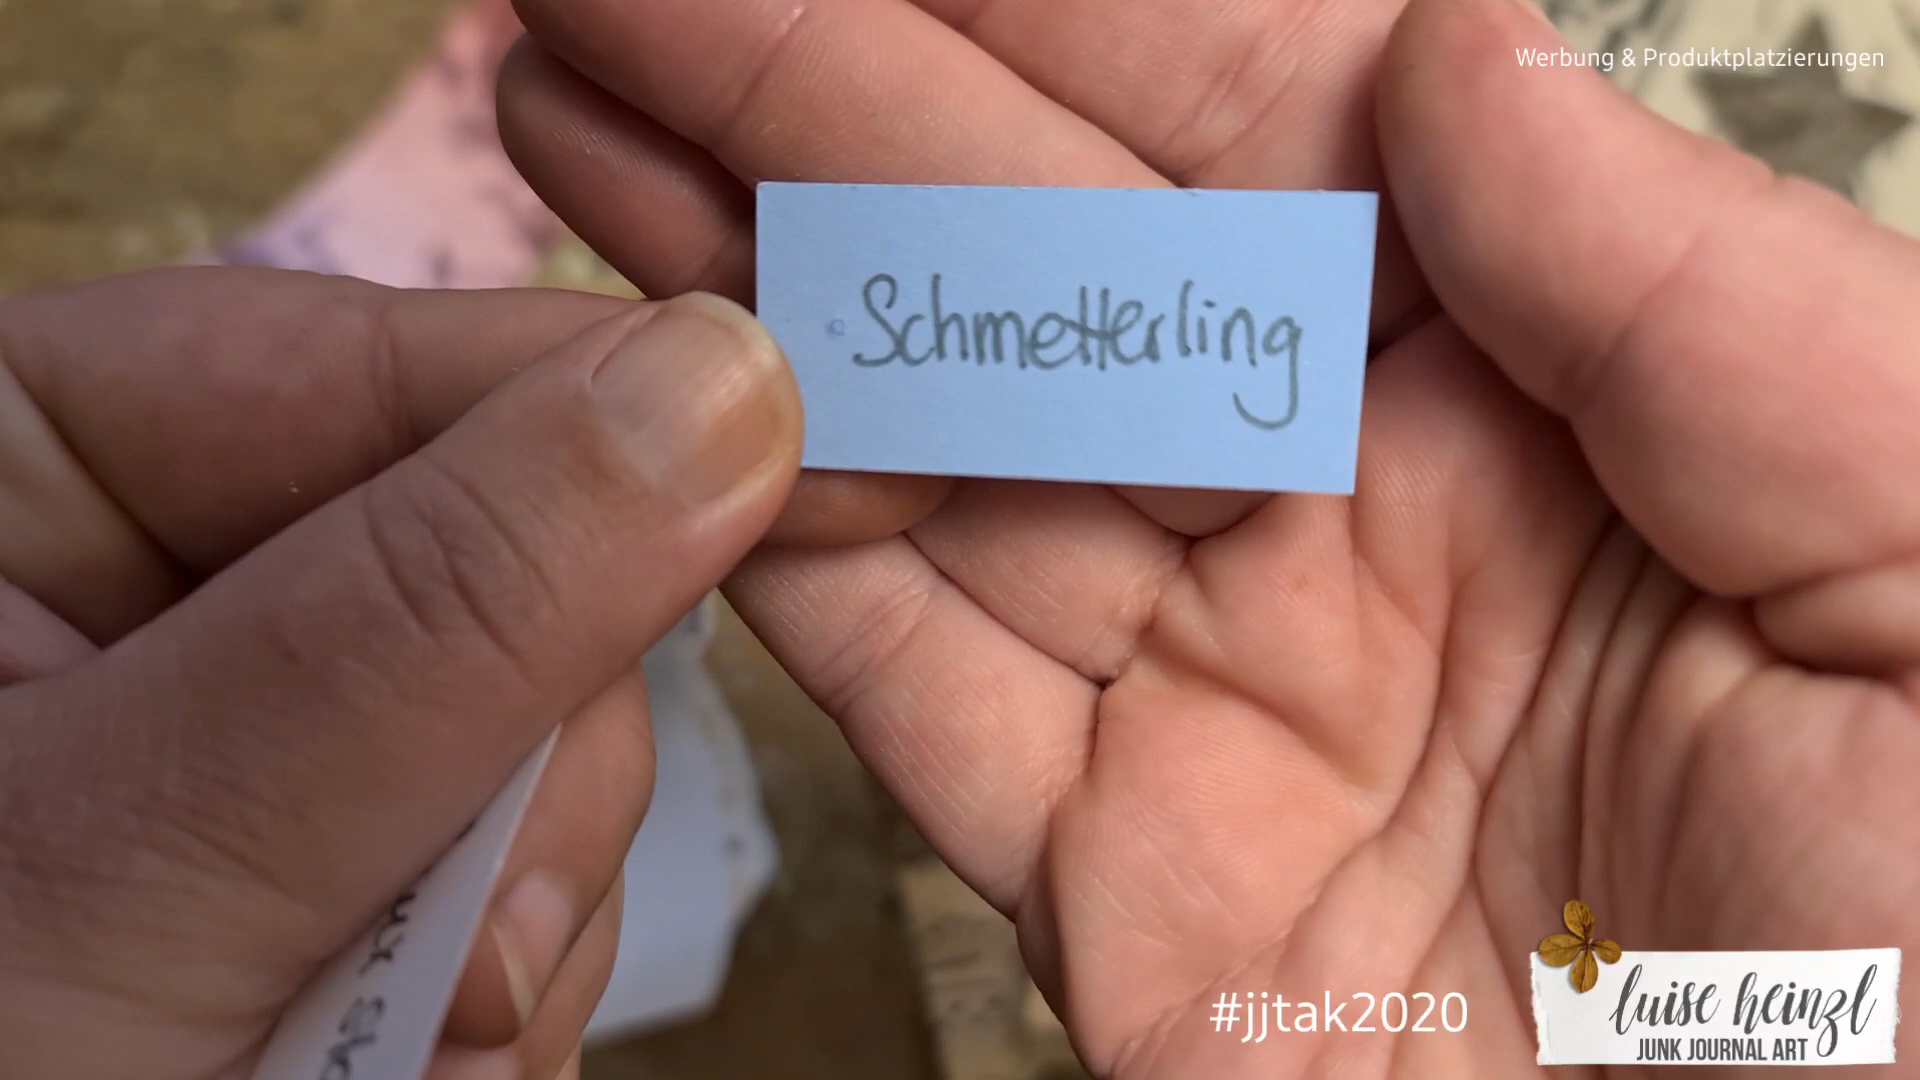 Werbung & Produktplatzierungen
Schmetterling
#jjtak2020
luise heinzl
JUNK JOURNAL ART